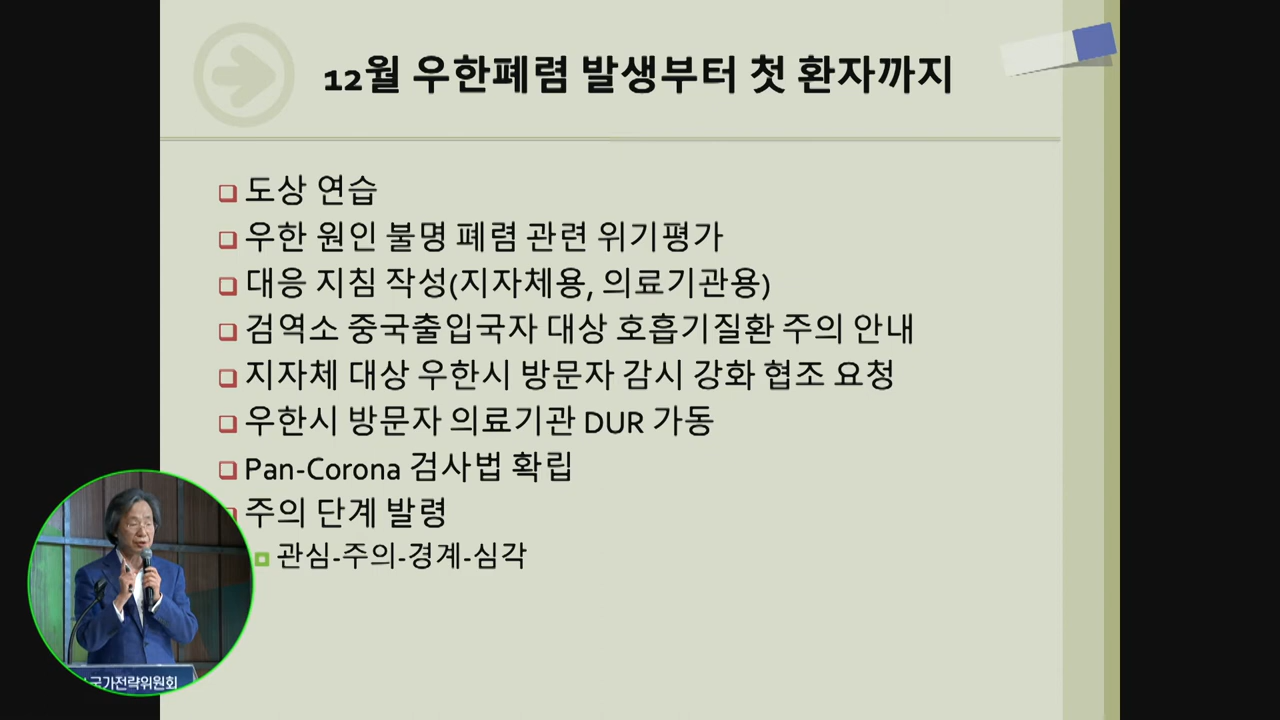 12월 우한폐렴 발생부터 첫 환자까지
도상 연습
우한 원인 불명 폐렴 관련 위기평가
대응 지침 작성(지자체용, 의료기관용)
검역소 중국출입국자 대상 호흡기질환 주의 안내
지자체 대상 우한시 방문자 감시 강화 협조 요청
우한시 방문자 의료기관 DUR 가동
Pan-Corona 검사법 확립
주의 단계 발령
관심-주의-경계-심각
국가전략위원회